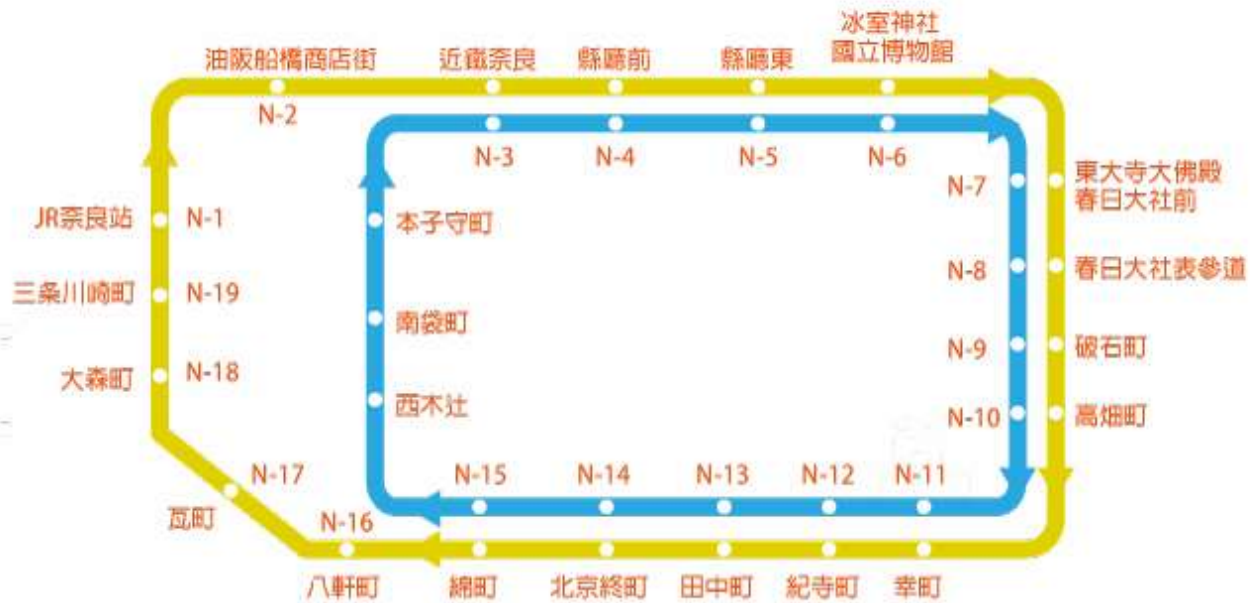 冰室神社
國立博物館
油阪船橋商店街
近鐵奈良
縣廳前
縣廳東
N-2
N-3
N-4
N-5
N-6
N-7
東大寺大佛殿
春日大社前
JR奈良站
N-1
本子守町
N-8
春日大社表參道
三条川崎町
N-19
南袋町
N-9
破石町
大森町
N-18
西木辻
N-10
高畑町
N-17
N-15
N-14
N-13
N-12
N-11
瓦町
N-16
八軒町
綿町
北京終町
田中町
紀寺町
幸町